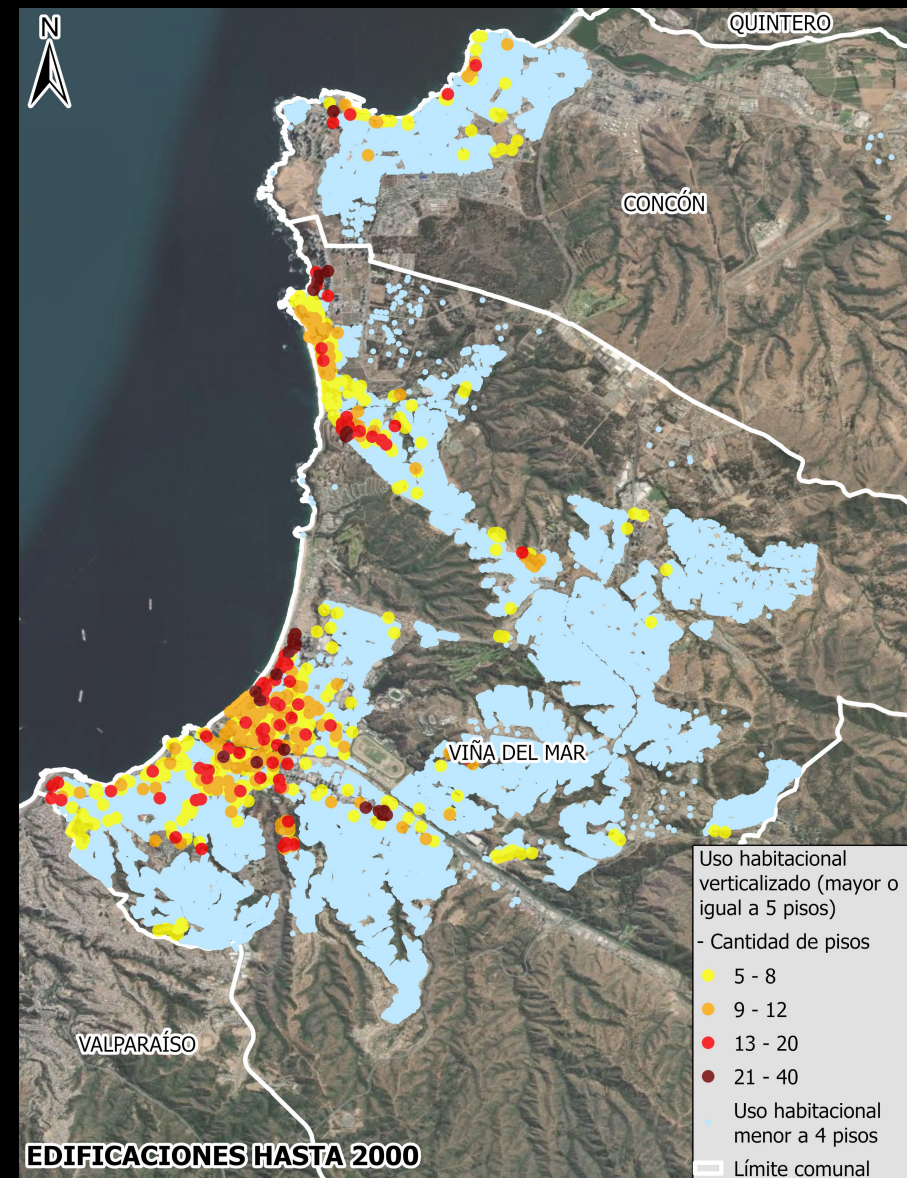 N
QUINTERO
CONCÓN
VIÑA DEL MAR
VALPARAÍSO
EDIFICACIONES HASTA 2000
Uso habitacional
verticalizado (mayor o
igual a 5 pisos)
- Cantidad de pisos
5 - 8
9 - 12
13 - 20
21 - 40
Uso habitacional
menor a 4 pisos
Límite comunal